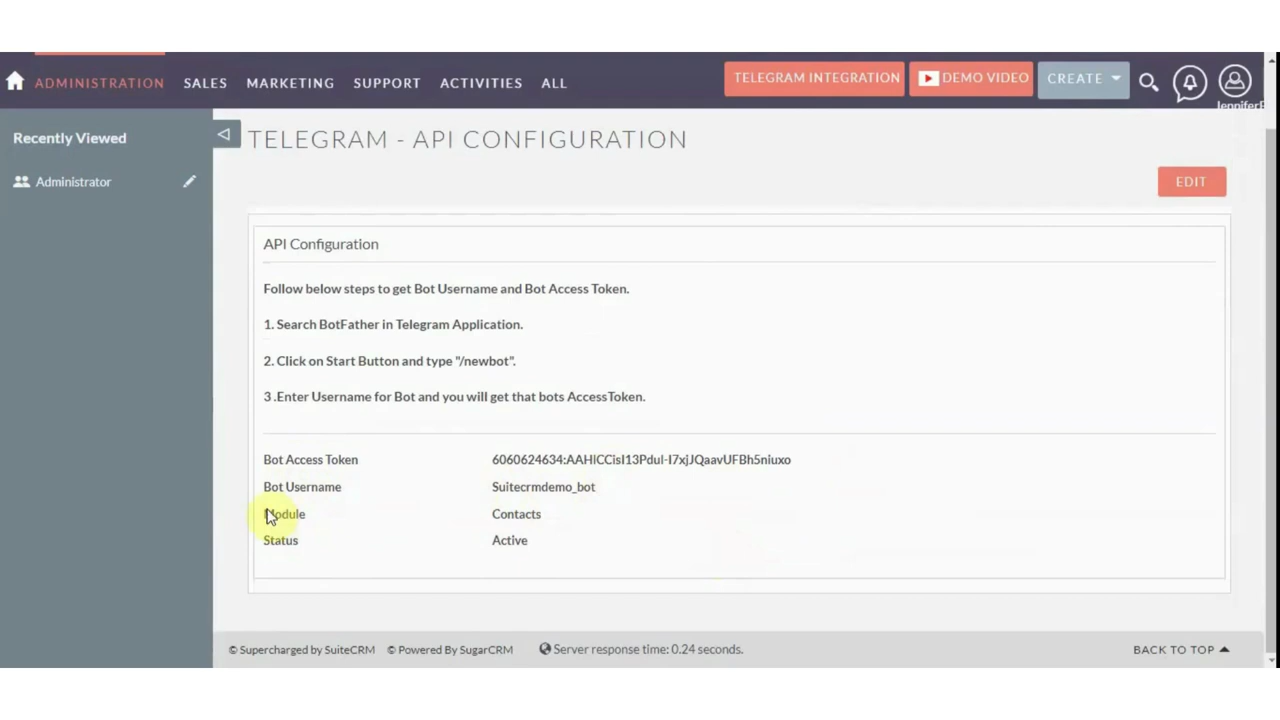 ADMINISTRATION SALES MARKETING SUPPORT ACTIVITIES ALL TELEGRAM INTEGRATION DEMO VIDEO CREATE
JenniferF
Recently Viewed
Administrator
TELEGRAM - API CONFIGURATION
EDIT
API Configuration
Follow below steps to get Bot Username and Bot Access Token.
1. Search BotFather in Telegram Application.
2. Click on Start Button and type "/newbot".
3 .Enter Username for Bot and you will get that bots AccessToken.
Bot Access Token 6060624634:AAHlCCisI13Pdul-I7xjJQaavUFBh5niuxo
Bot Username Suitecrmdemo_bot
Module Contacts
Status Active
© Supercharged by SuiteCRM © Powered By SugarCRM Server response time: 0.24 seconds. BACK TO TOP